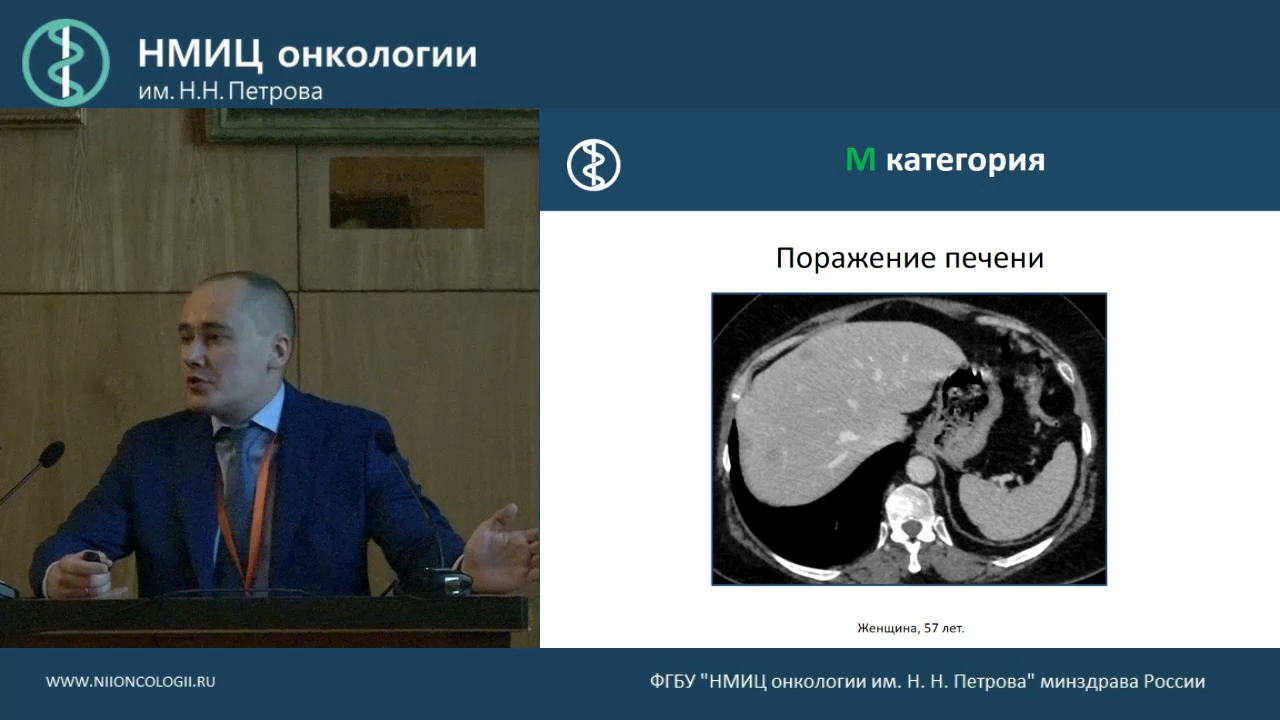 НМИЦ онкологии
им. Н.Н. Петрова
М категория
Поражение печени
Женщина, 57 лет.
WWW.NIIONCOLOGII.RU
ФГБУ "НМИЦ онкологии им. Н. Н. Петрова" минздрава России